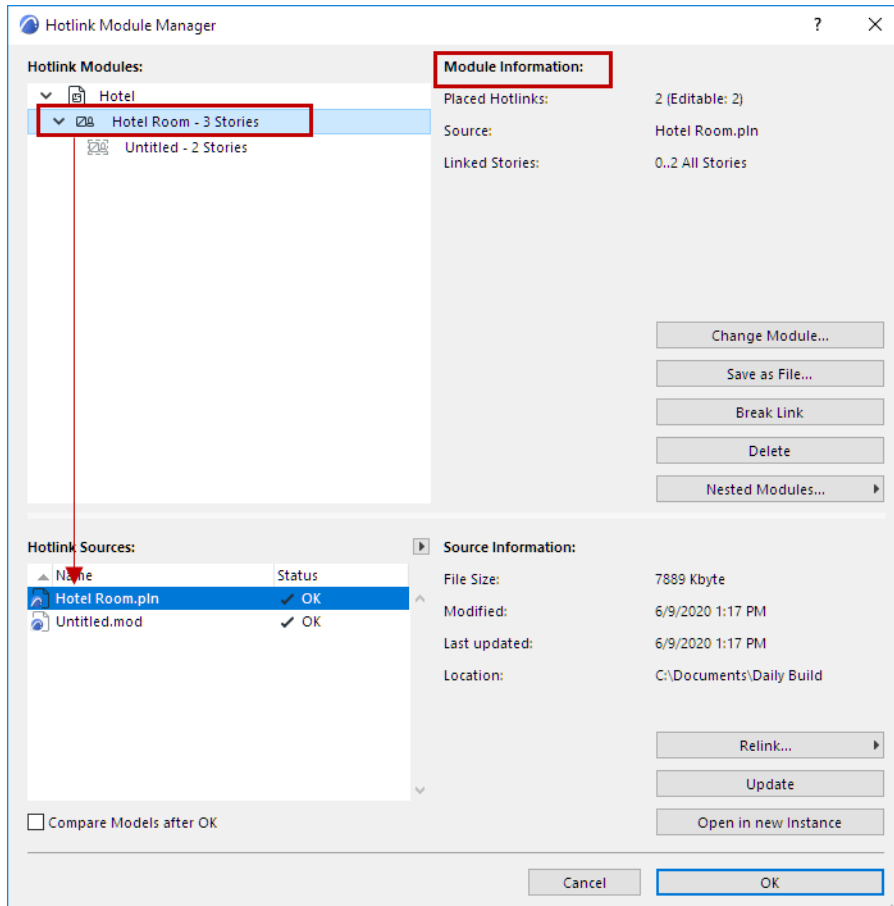 Hotlink Module Manager
?
Hotlink Modules:
Hotel
Hotel Room - 3 Stories
Untitled - 2 Stories
Module Information:
Placed Hotlinks: 2 (Editable: 2)
Source: Hotel Room.pln
Linked Stories: 0..2 All Stories
Change Module...
Save as File...
Break Link
Delete
Nested Modules...
Hotlink Sources:
Name Status
Hotel Room.pln OK
Untitled.mod OK
Compare Models after OK
Source Information:
File Size: 7889 Kbyte
Modified: 6/9/2020 1:17 PM
Last updated: 6/9/2020 1:17 PM
Location: C:\Documents\Daily Build
Relink...
Update
Open in new Instance
Cancel OK